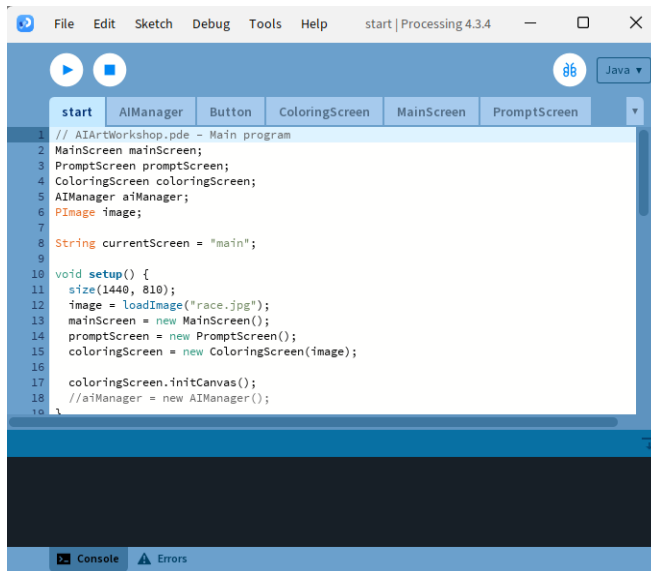 File Edit Sketch Debug Tools Help start | Processing 4.3.4
Java ▾
start AIManager Button ColoringScreen MainScreen PromptScreen
1 // AIArtWorkshop.pde – Main program
2 MainScreen mainScreen;
3 PromptScreen promptScreen;
4 ColoringScreen coloringScreen;
5 AIManager aiManager;
6 PImage image;
7
8 String currentScreen = "main";
9
10 void setup() {
11 size(1440, 810);
12 image = loadImage("race.jpg");
13 mainScreen = new MainScreen();
14 promptScreen = new PromptScreen();
15 coloringScreen = new ColoringScreen(image);
16
17 coloringScreen.initCanvas();
18 //aiManager = new AIManager();
19 }
Console Errors